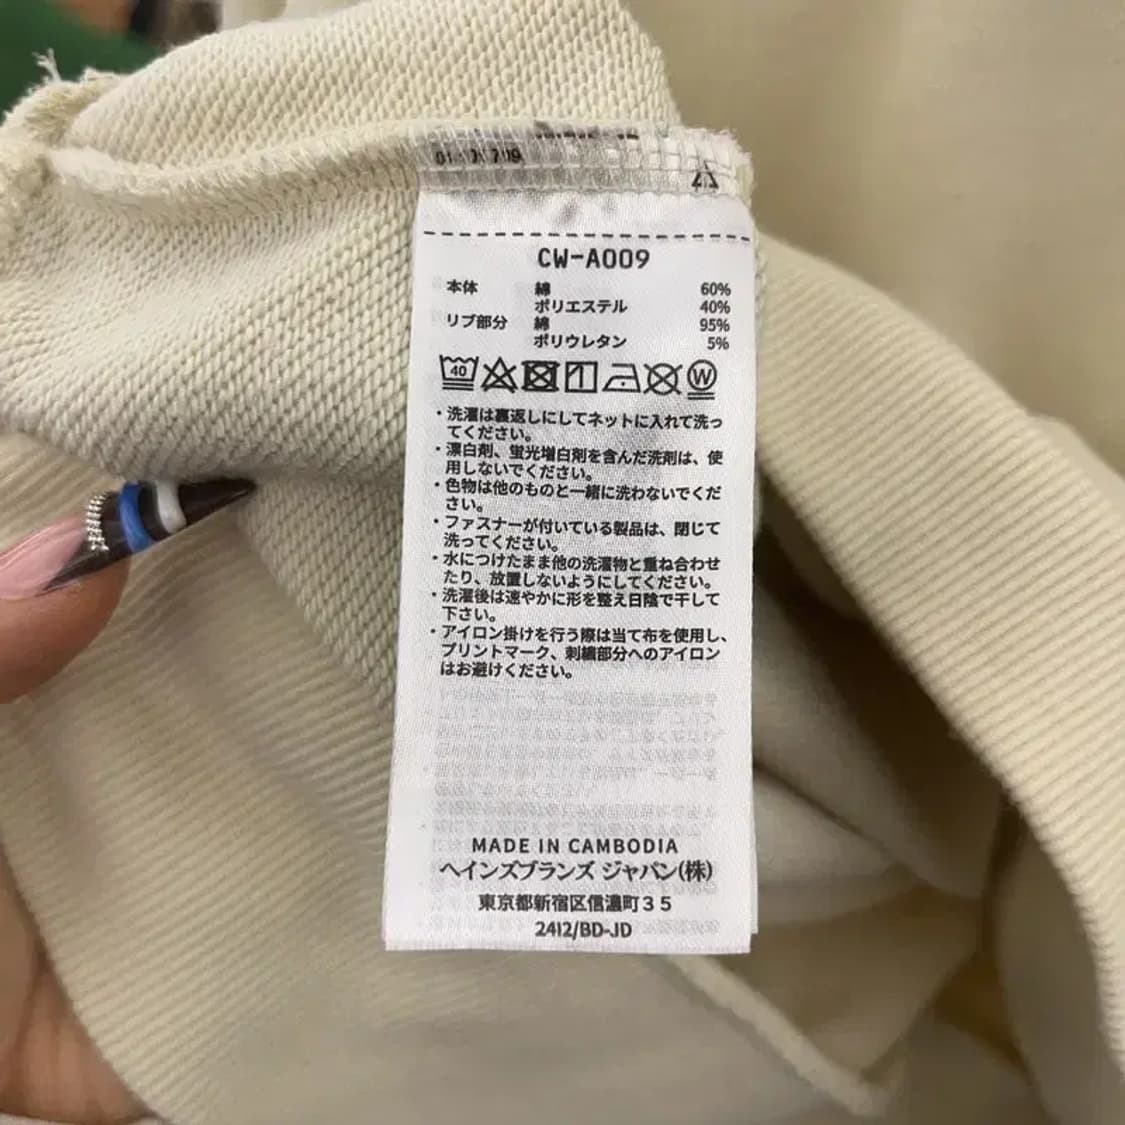 CW-A009
本体 綿 60%
ポリエステル 40%
リブ部分 綿 95%
ポリウレタン 5%
40 W
・洗濯は裏返しにしてネットに入れて洗っ
てください。
・漂白剤、蛍光増白剤を含んだ洗剤は、使
用しないでください。
・色物は他のものと一緒に洗わないでくだ
さい。
・ファスナーが付いている製品は、閉じて
洗ってください。
・水につけたまま他の洗濯物と重ね合わせ
たり、放置しないようにしてください。
・洗濯後は速やかに形を整え日陰で干して
下さい。
・アイロン掛けを行う際は当て布を使用し、
プリントマーク、刺繍部分へのアイロン
はお避けください。
MADE IN CAMBODIA
ヘインズブランズ ジャパン(株)
東京都新宿区信濃町35
2412/BD-JD